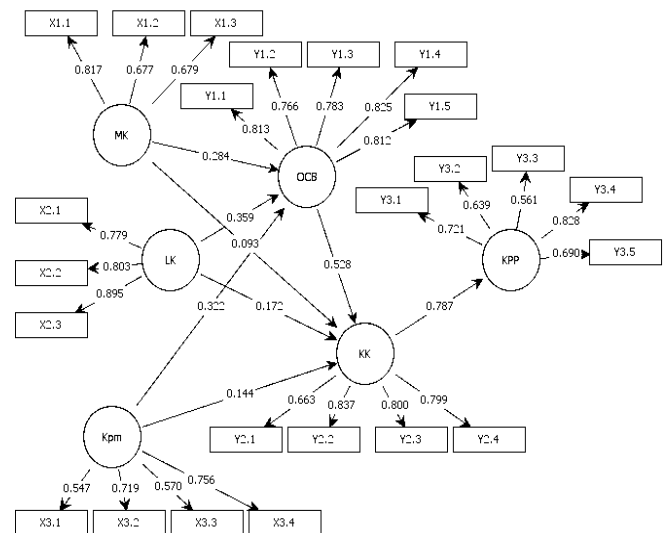 X1.1 X1.2 X1.3
0.817 0.677 0.679
MK
Y1.1 Y1.2 Y1.3 Y1.4 Y1.5
0.813 0.766 0.783 0.825 0.812
OCB
0.284
0.359
0.093
0.322
0.528
X2.1
X2.2
X2.3
0.779
0.803
0.895
LK
0.172
Y3.1 Y3.2 Y3.3 Y3.4 Y3.5
0.721 0.639 0.561 0.828 0.690
KPP
0.787
KK
0.144
0.663 0.837 0.800 0.799
Y2.1 Y2.2 Y2.3 Y2.4
Kpm
0.547 0.719 0.570 0.756
X3.1 X3.2 X3.3 X3.4